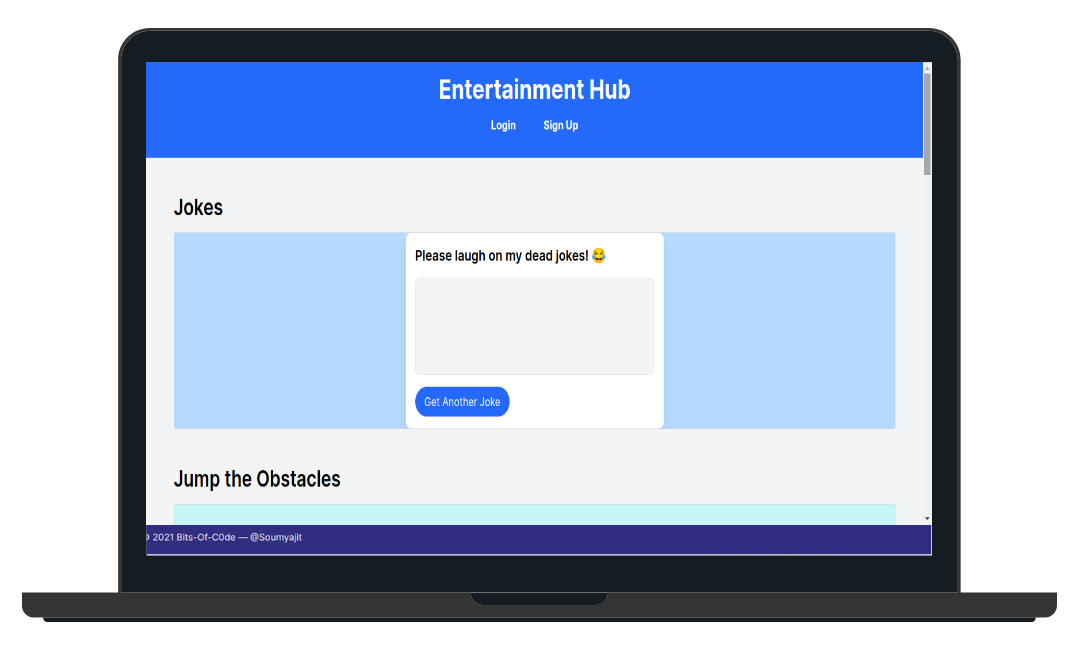 Entertainment Hub
Login Sign Up
Jokes
Please laugh on my dead jokes! 😂
Get Another Joke
Jump the Obstacles
© 2021 Bits-Of-C0de — @Soumyajit